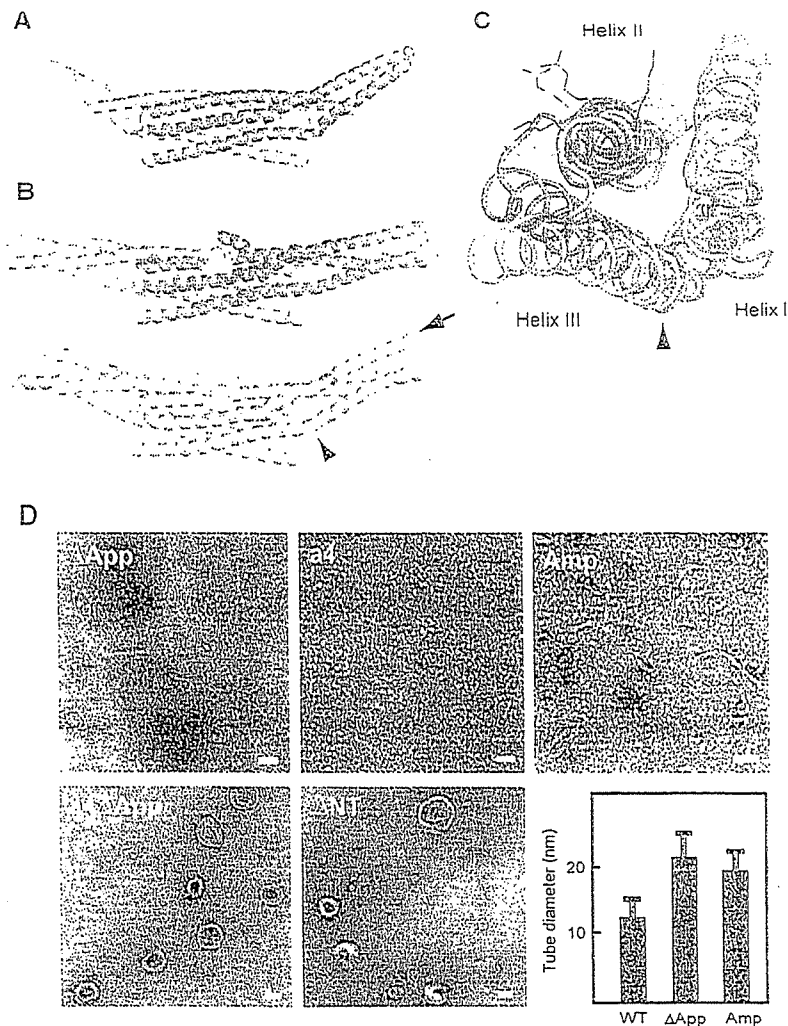 A
C
Helix II
B
Helix III
Helix I
D
ΔApp
a4
Amp
ΔNT
Tube diameter (nm)
20
10
WT ΔApp Amp